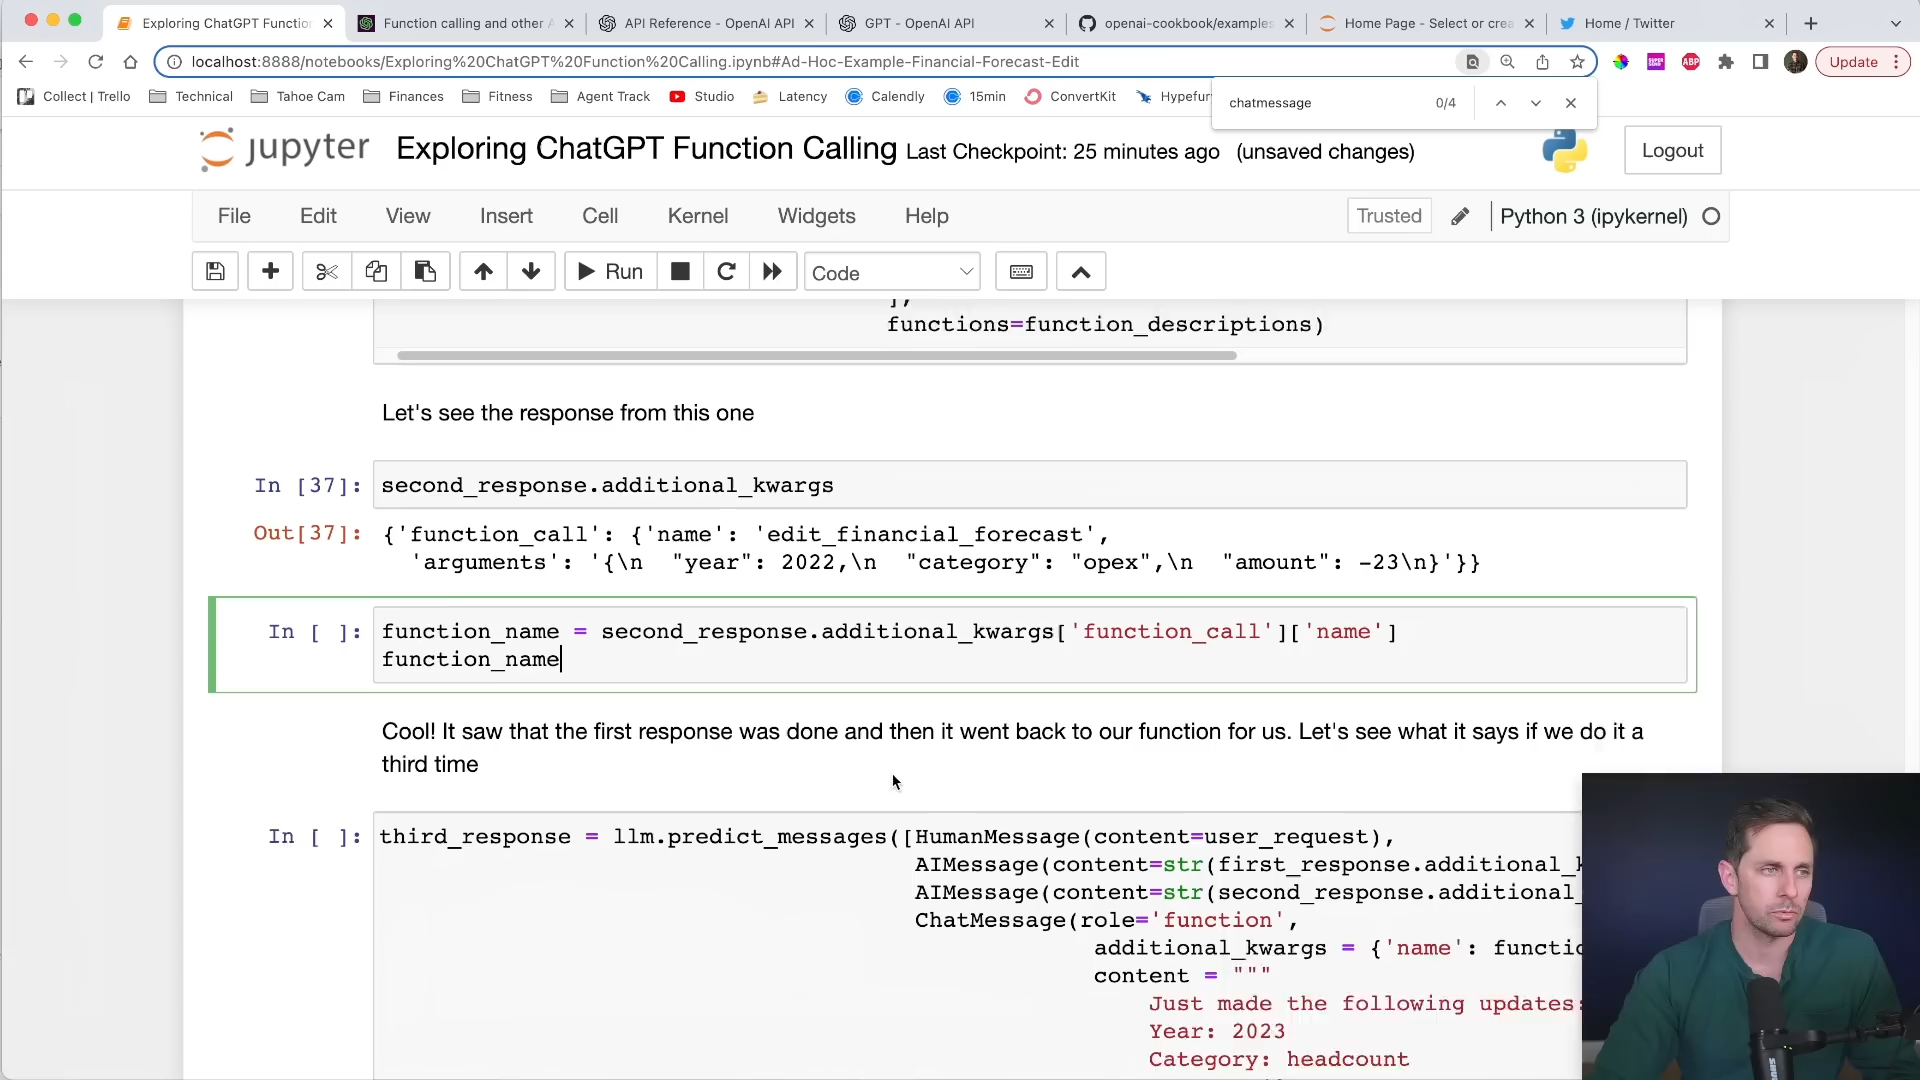 Exploring ChatGPT Function
Function calling and other A
API Reference - OpenAI API
GPT - OpenAI API
openai-cookbook/examples
Home Page - Select or crea
Home / Twitter
localhost:8888/notebooks/Exploring%20ChatGPT%20Function%20Calling.ipynb#Ad-Hoc-Example-Financial-Forecast-Edit
ABP
Update
Collect | Trello
Technical
Tahoe Cam
Finances
Fitness
Agent Track
Studio
Latency
Calendly
15min
ConvertKit
Hypefur
chatmessage
0/4
jupyter
Exploring ChatGPT Function Calling Last Checkpoint: 25 minutes ago (unsaved changes)
Logout
File Edit View Insert Cell Kernel Widgets Help
Trusted
Python 3 (ipykernel)
Run
Code
],
functions=function_descriptions)
Let's see the response from this one
In [37]: second_response.additional_kwargs
Out[37]: {'function_call': {'name': 'edit_financial_forecast',
'arguments': '{\n "year": 2022,\n "category": "opex",\n "amount": -23\n}'}}
In [ ]: function_name = second_response.additional_kwargs['function_call']['name']
function_name
Cool! It saw that the first response was done and then it went back to our function for us. Let's see what it says if we do it a
third time
In [ ]: third_response = llm.predict_messages([HumanMessage(content=user_request),
AIMessage(content=str(first_response.additional_k
AIMessage(content=str(second_response.additional_
ChatMessage(role='function',
additional_kwargs = {'name': functio
content = """
Just made the following updates:
Year: 2023
Category: headcount